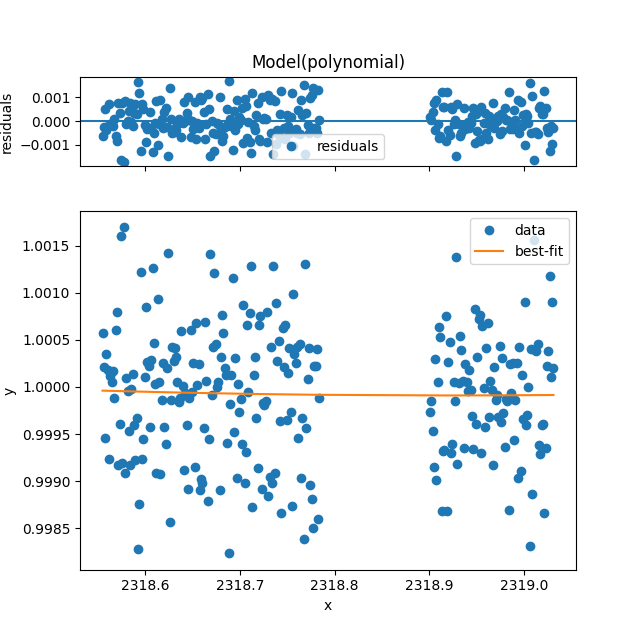 Model(polynomial)
residuals
0.001
0.000
−0.001
residuals
y
1.0015
1.0010
1.0005
1.0000
0.9995
0.9990
0.9985
data
best-fit
2318.6 2318.7 2318.8 2318.9 2319.0
x